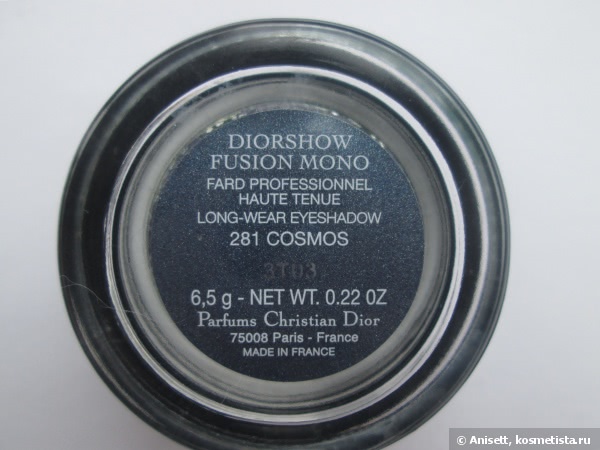 DIORSHOW
FUSION MONO
FARD PROFESSIONNEL
HAUTE TENUE
LONG-WEAR EYESHADOW
281 COSMOS
3T03
6,5 g - NET WT. 0.22 OZ
Parfums Christian Dior
75008 Paris - France
MADE IN FRANCE
© Anisett, kosmetista.ru